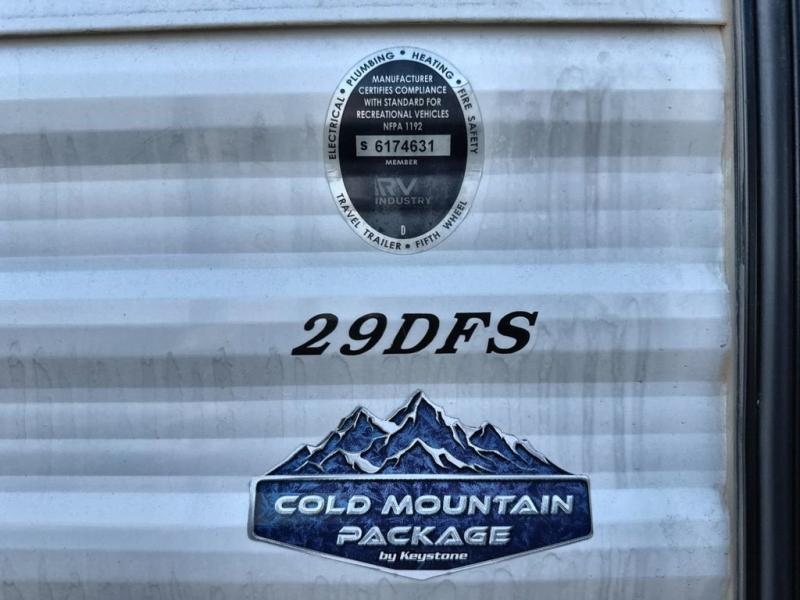 ELECTRICAL • PLUMBING • HEATING • FIRE SAFETY
MANUFACTURER
CERTIFIES COMPLIANCE
WITH STANDARD FOR
RECREATIONAL VEHICLES
NFPA 1192
S 6174631
MEMBER
RV
INDUSTRY
D
TRAVEL TRAILER • FIFTH WHEEL
29DFS
COLD MOUNTAIN
PACKAGE
by Keystone